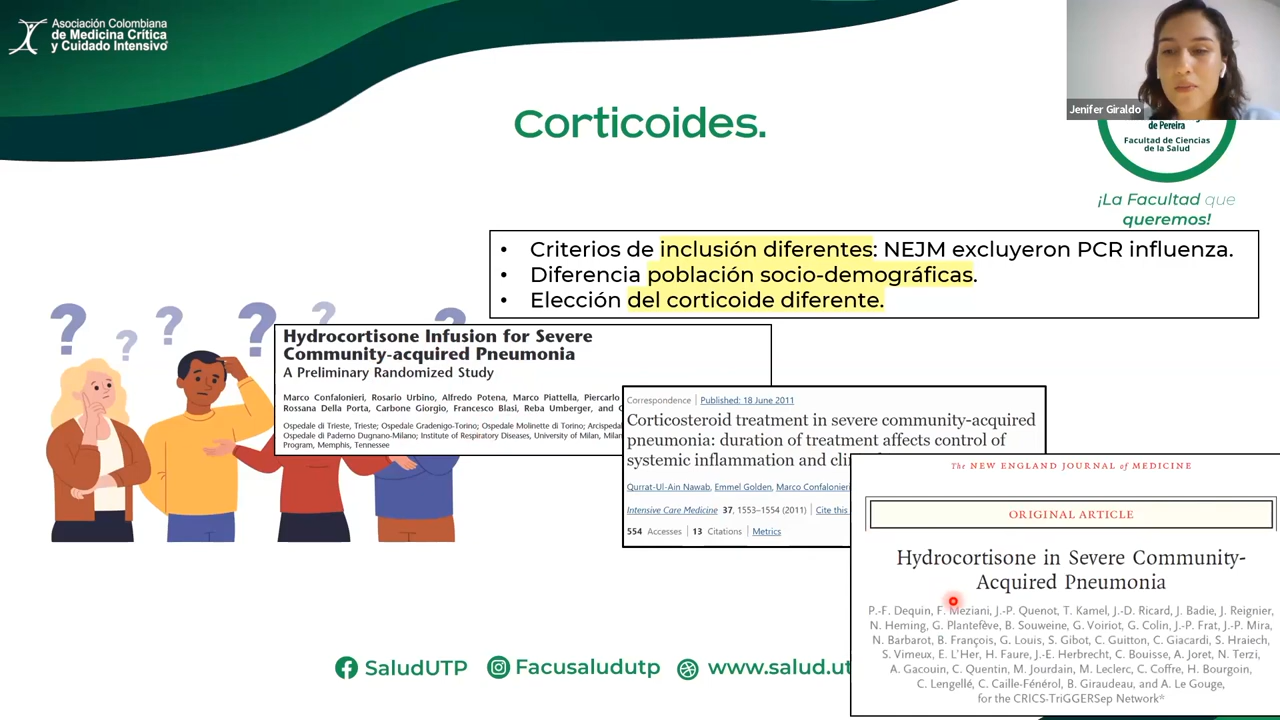 Asociación Colombiana
de Medicina Crítica
y Cuidado Intensivo
Jenifer Giraldo
de Pereira
Facultad de Ciencias
de la Salud
¡La Facultad que
queremos!
Corticoides.
• Criterios de inclusión diferentes: NEJM excluyeron PCR influenza.
• Diferencia población socio-demográficas.
• Elección del corticoide diferente.
? ? ? ? ? ?
Hydrocortisone Infusion for Severe
Community-acquired Pneumonia
A Preliminary Randomized Study
Marco Confalonieri, Rosario Urbino, Alfredo Potena, Marco Piattella, Piercarlo
Rossana Della Porta, Carbone Giorgio, Francesco Blasi, Reba Umberger, and
Ospedale di Trieste, Trieste; Ospedale Gradenigo-Torino; Ospedale Molinette di Torino;
Ospedale di Paderno Dugnano-Milano; Institute of Respiratory Diseases, University of Milan,
Program, Memphis, Tennessee
Correspondence | Published: 18 June 2011
Corticosteroid treatment in severe community-acquired
pneumonia: duration of treatment affects control of
systemic inflammation and
Qurrat-Ul-Ain Nawab, Emmel Golden, Marco Confalonieri
Intensive Care Medicine 37, 1553–1554 (2011) | Cite this
554 Accesses | 13 Citations | Metrics
The NEW ENGLAND JOURNAL of MEDICINE
ORIGINAL ARTICLE
Hydrocortisone in Severe Community-
Acquired Pneumonia
P.-F. Dequin, F. Meziani, J.-P. Quenot, T. Kamel, J.-D. Ricard, J. Badie, J. Reignier,
N. Heming, G. Plantefève, B. Souweine, G. Voiriot, G. Colin, J.-P. Frat, J.-P. Mira,
N. Barbarot, B. François, G. Louis, S. Gibot, C. Guitton, C. Giacardi, S. Hraiech,
S. Vimeux, E. L'Her, H. Faure, J.-E. Herbrecht, C. Bouisse, A. Joret, N. Terzi,
A. Gacouin, C. Quentin, M. Jourdain, M. Leclerc, C. Coffre, H. Bourgoin,
C. Lengellé, C. Caille-Fénérol, B. Giraudeau, and A. Le Gouge,
for the CRICS-TriGGERSep Network*
SaludUTP Facusaludutp www.salud.ut